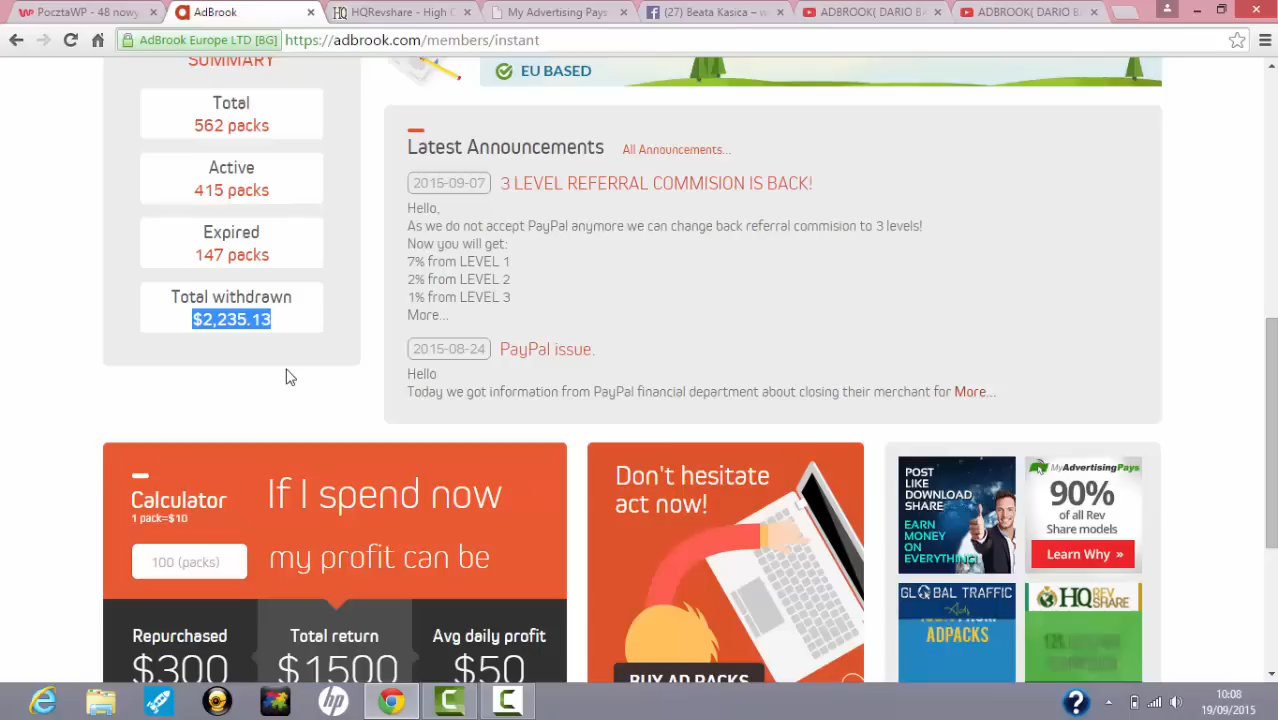 PocztaWP - 48 nowy
AdBrook
HQRevshare - High C
My Advertising Pays
(27) Beata Kasica – w
ADBROOK( DARIO B
ADBROOK( DARIO B
AdBrook Europe LTD [BG]
https://adbrook.com/members/instant
SUMMARY
Total
562 packs
Active
415 packs
Expired
147 packs
Total withdrawn
$2,235.13
EU BASED
Latest Announcements
All Announcements...
2015-09-07
3 LEVEL REFERRAL COMMISION IS BACK!
Hello,
As we do not accept PayPal anymore we can change back referral commision to 3 levels!
Now you will get:
7% from LEVEL 1
2% from LEVEL 2
1% from LEVEL 3
More...
2015-08-24
PayPal issue.
Hello
Today we got information from PayPal financial department about closing their merchant for More...
Calculator
1 pack=$10
If I spend now
100 (packs)
my profit can be
Repurchased
$300
Total return
$1500
Avg daily profit
$50
Don't hesitate
act now!
BUY AD PACKS
POST
LIKE
DOWNLOAD
SHARE
EARN
MONEY
ON
EVERYTHING!
MyAdvertisingPays
90%
of all Rev
Share models
Learn Why »
GLOBAL TRAFFIC
Ads
ADPACKS
HQ REV
SHARE
hp
10:08
19/09/2015